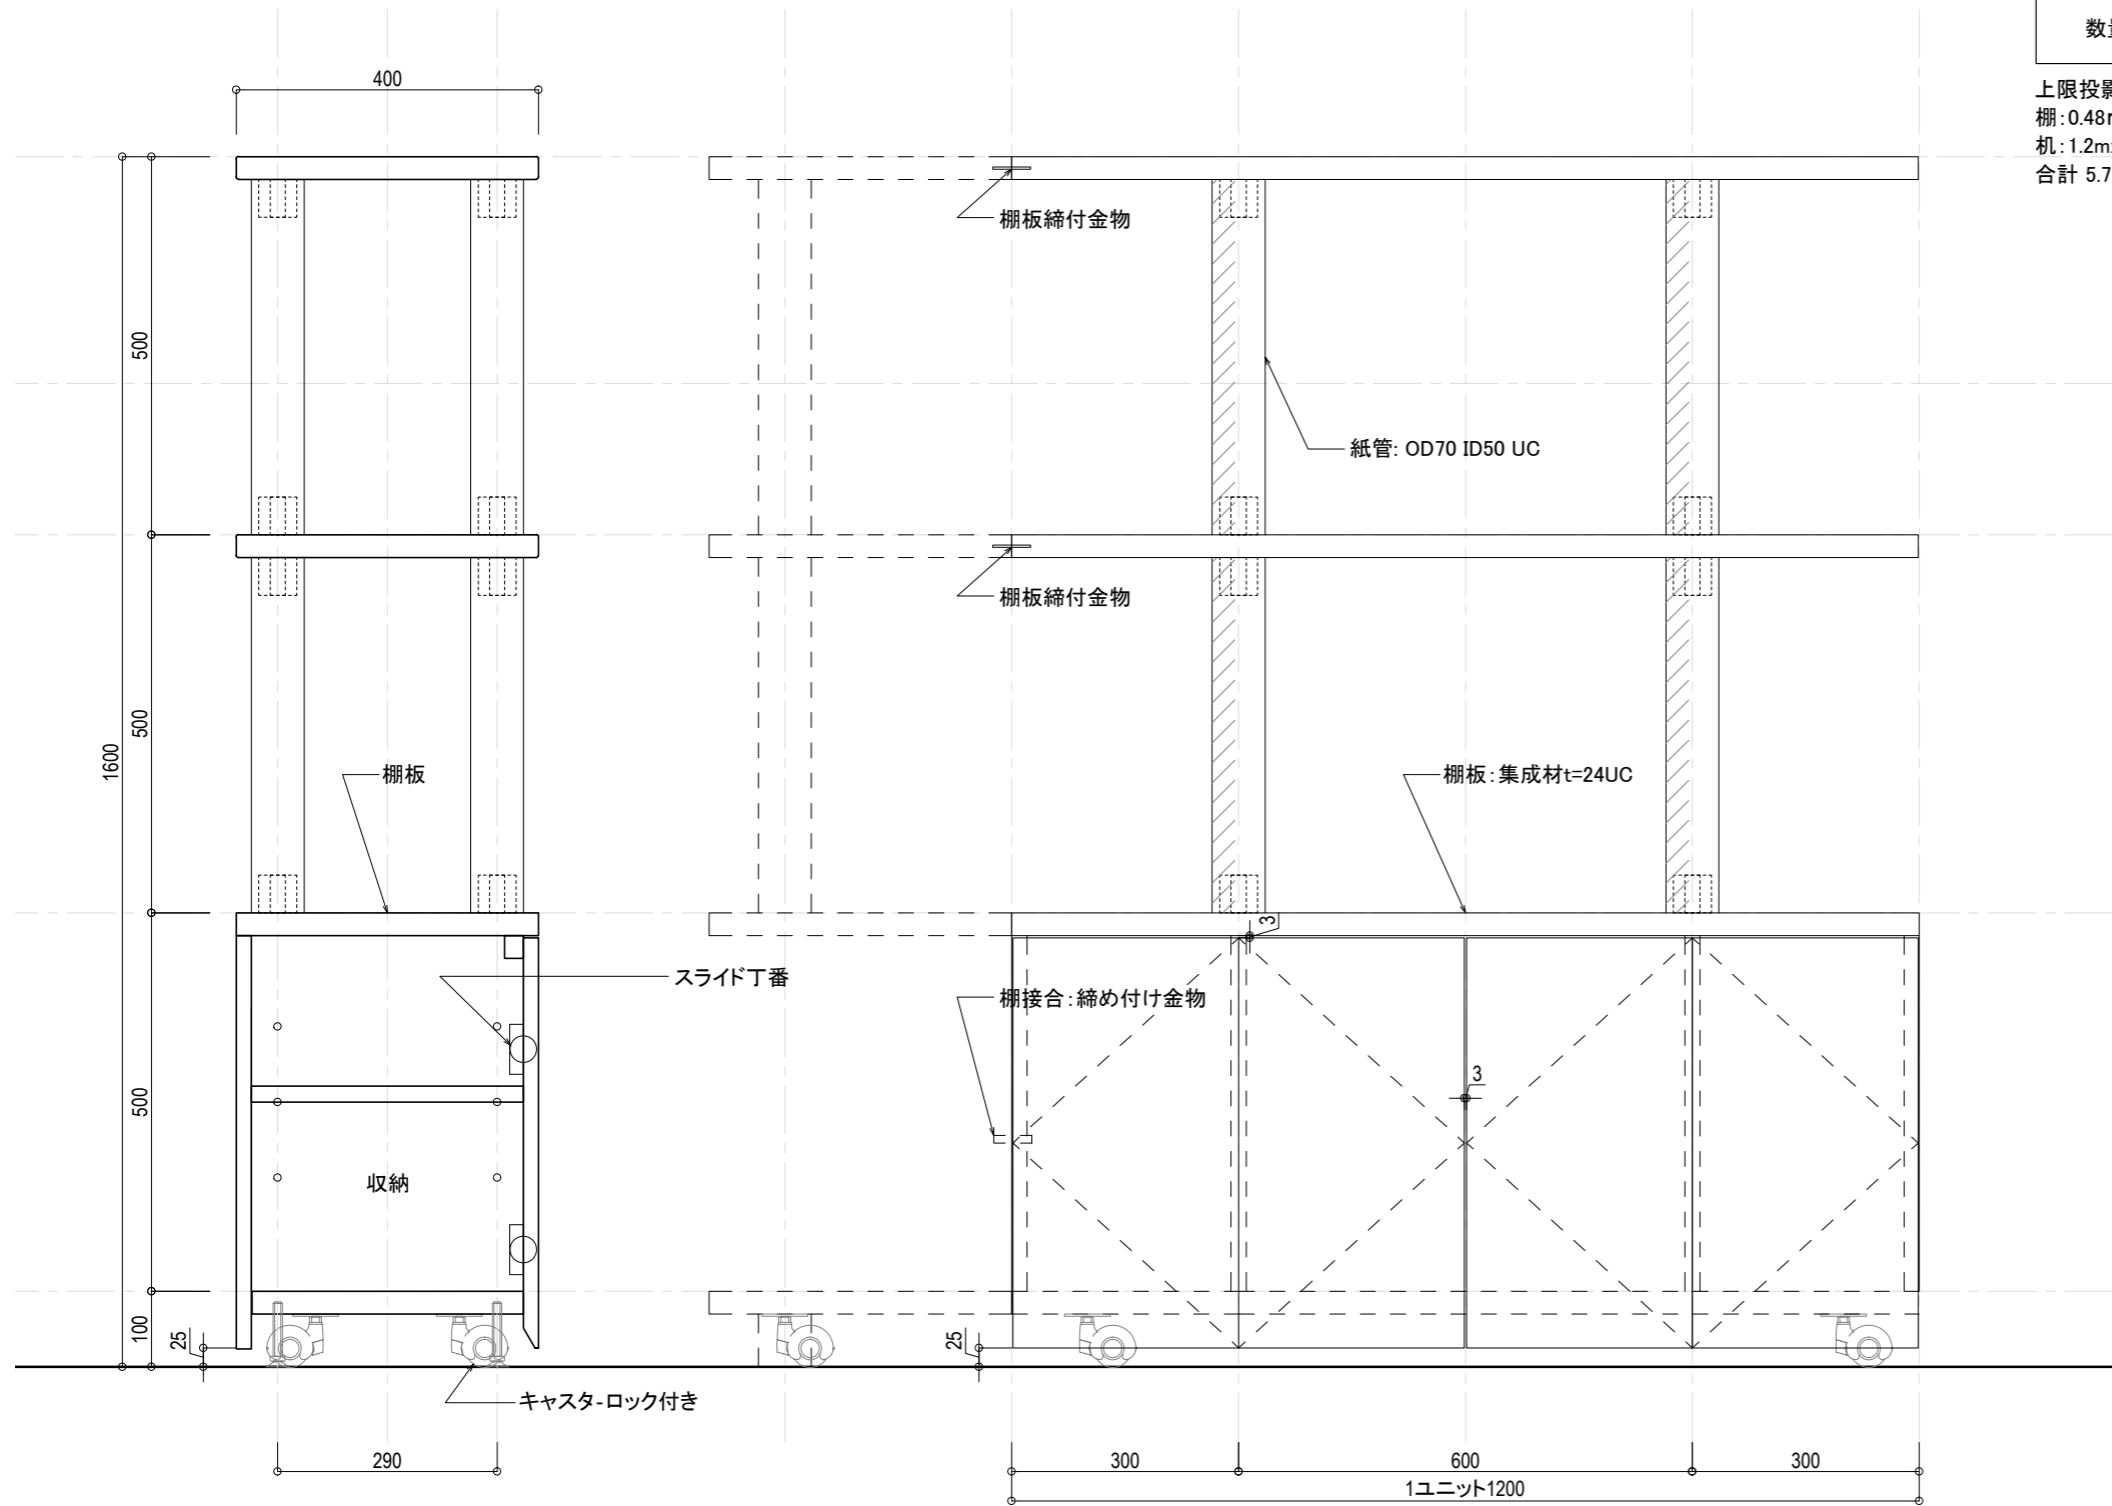 数
上限投影
棚:0.48
机:1.2m
合計 5.7
400
棚板締付金物
500
紙管: OD70 ID50 UC
棚板締付金物
500
1600
棚板
棚板:集成材t=24UC
3
スライド丁番
棚接合:締め付け金物
3
500
収納
100
25
25
キャスタ-ロック付き
290
300
600
300
1ユニット1200